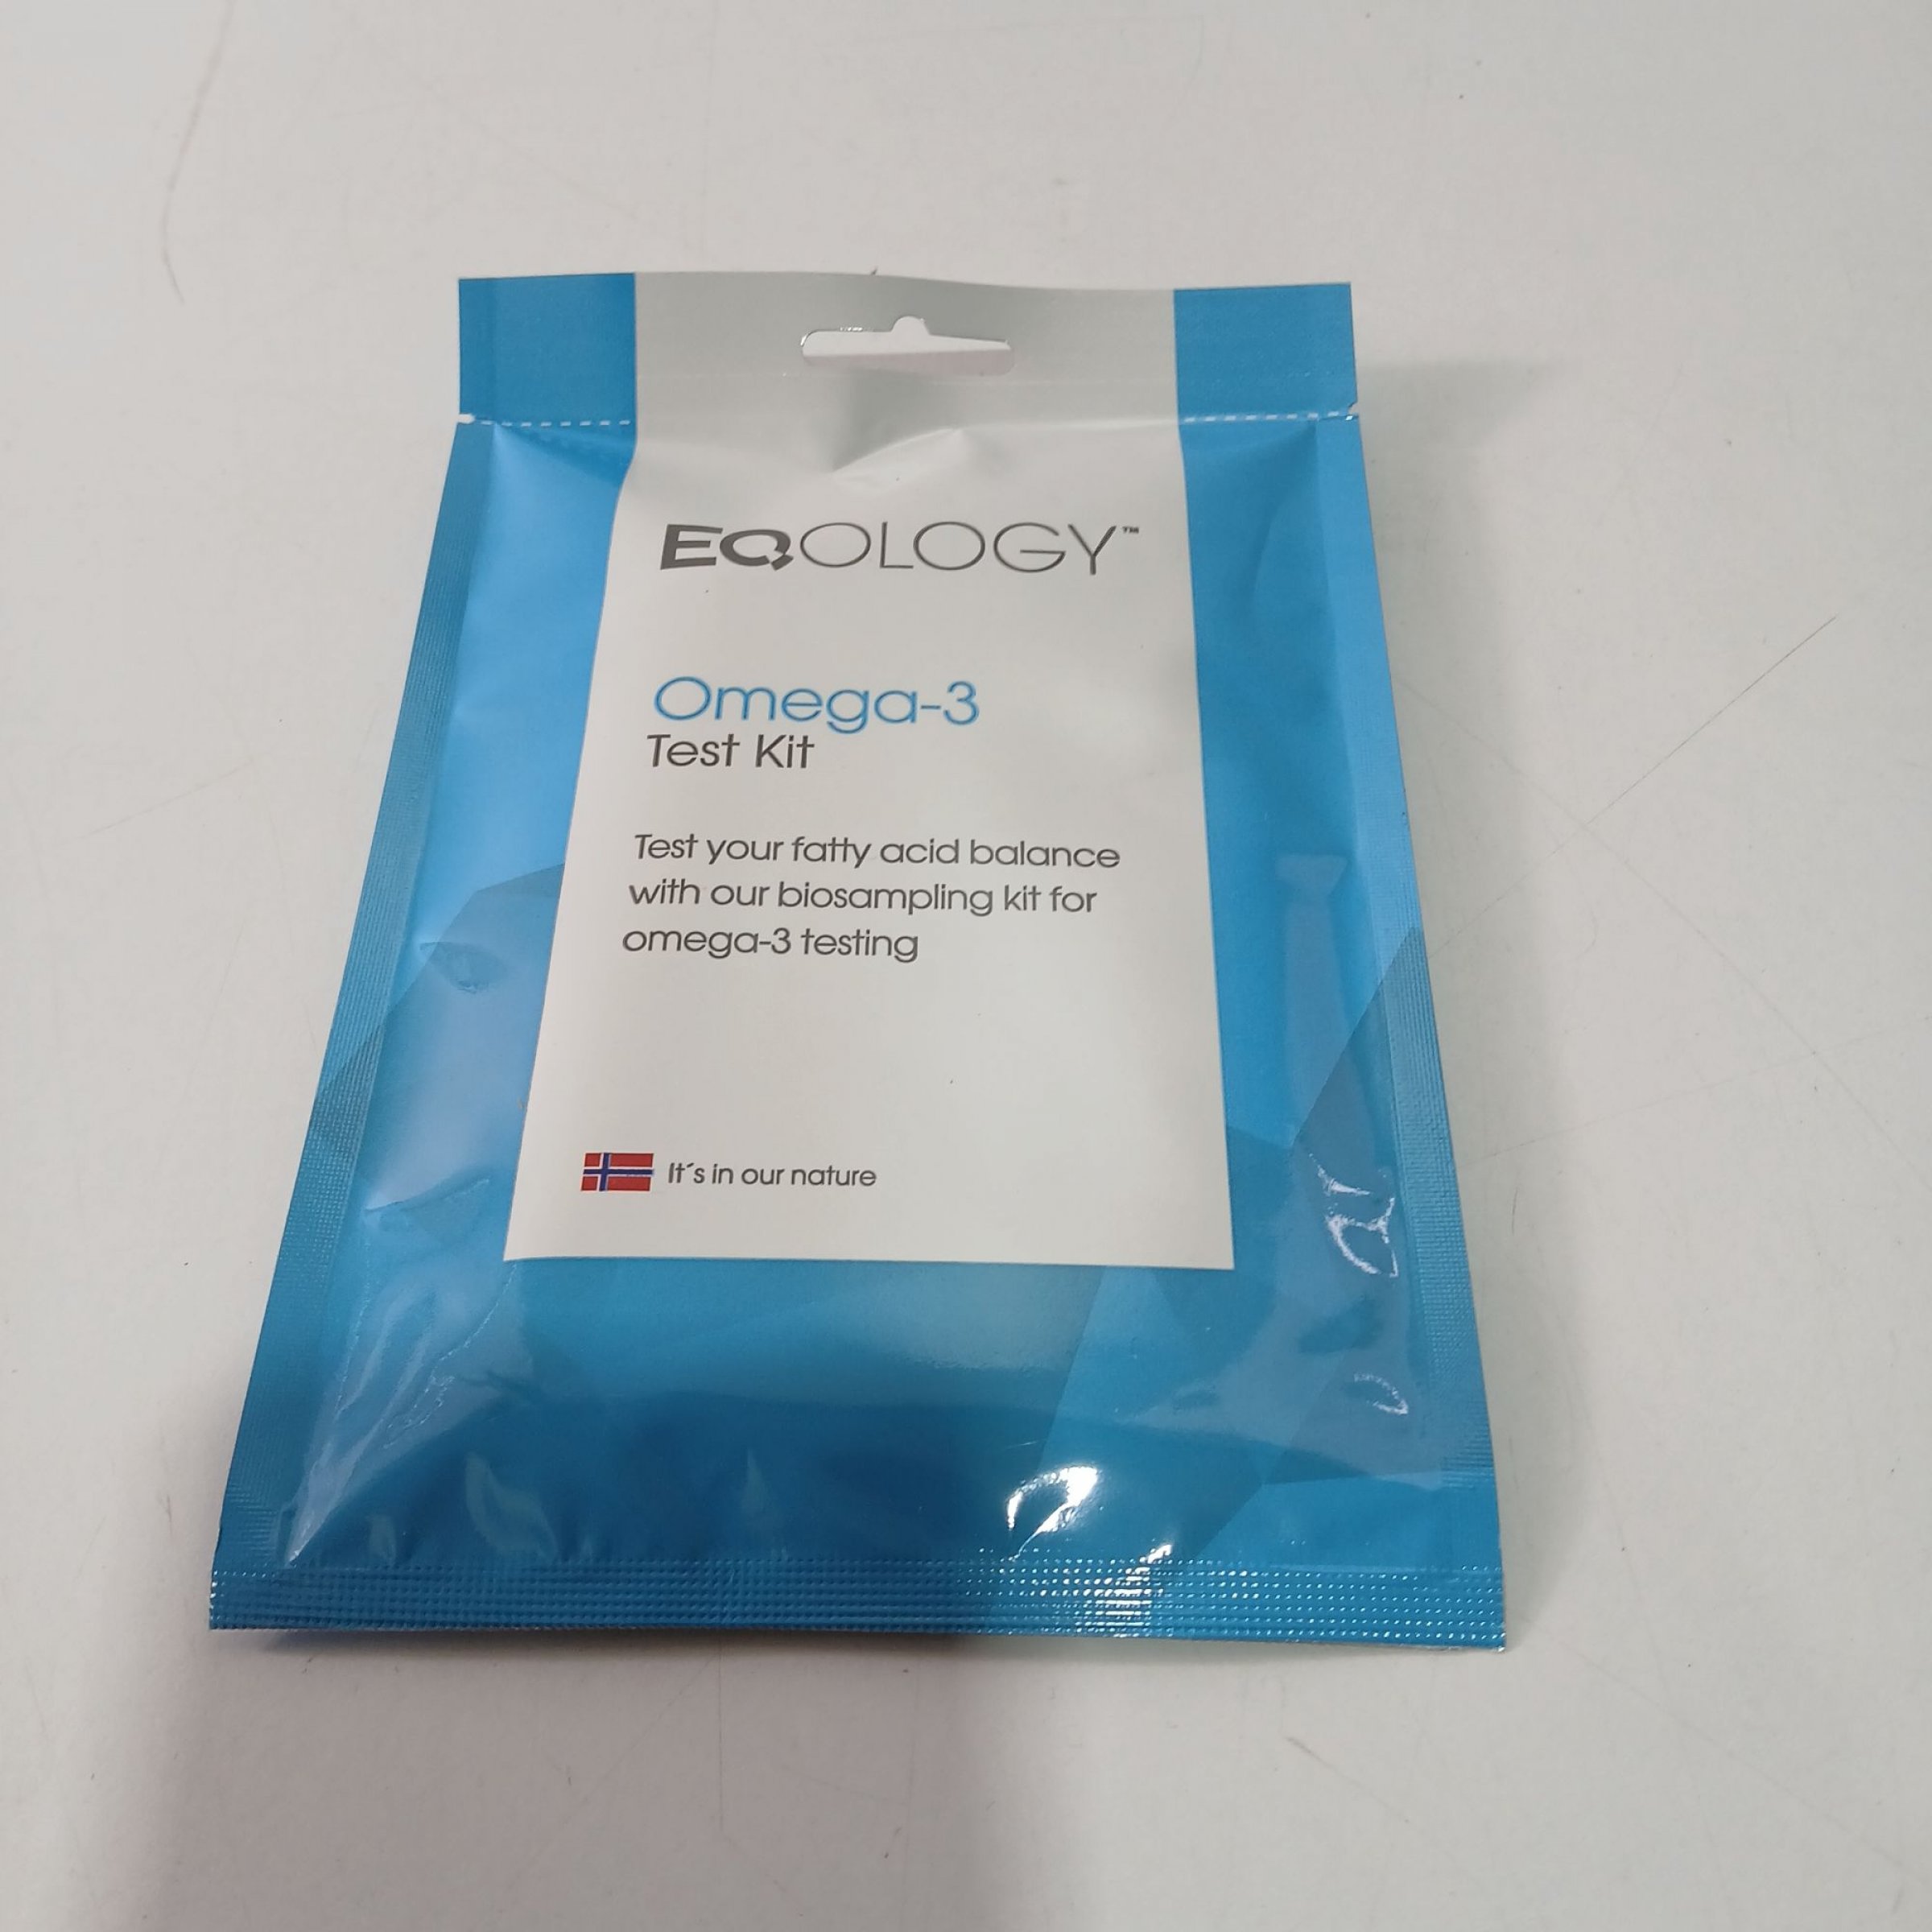 EQOLOGY™
Omega-3
Test Kit
Test your fatty acid balance
with our biosampling kit for
omega-3 testing
It´s in our nature